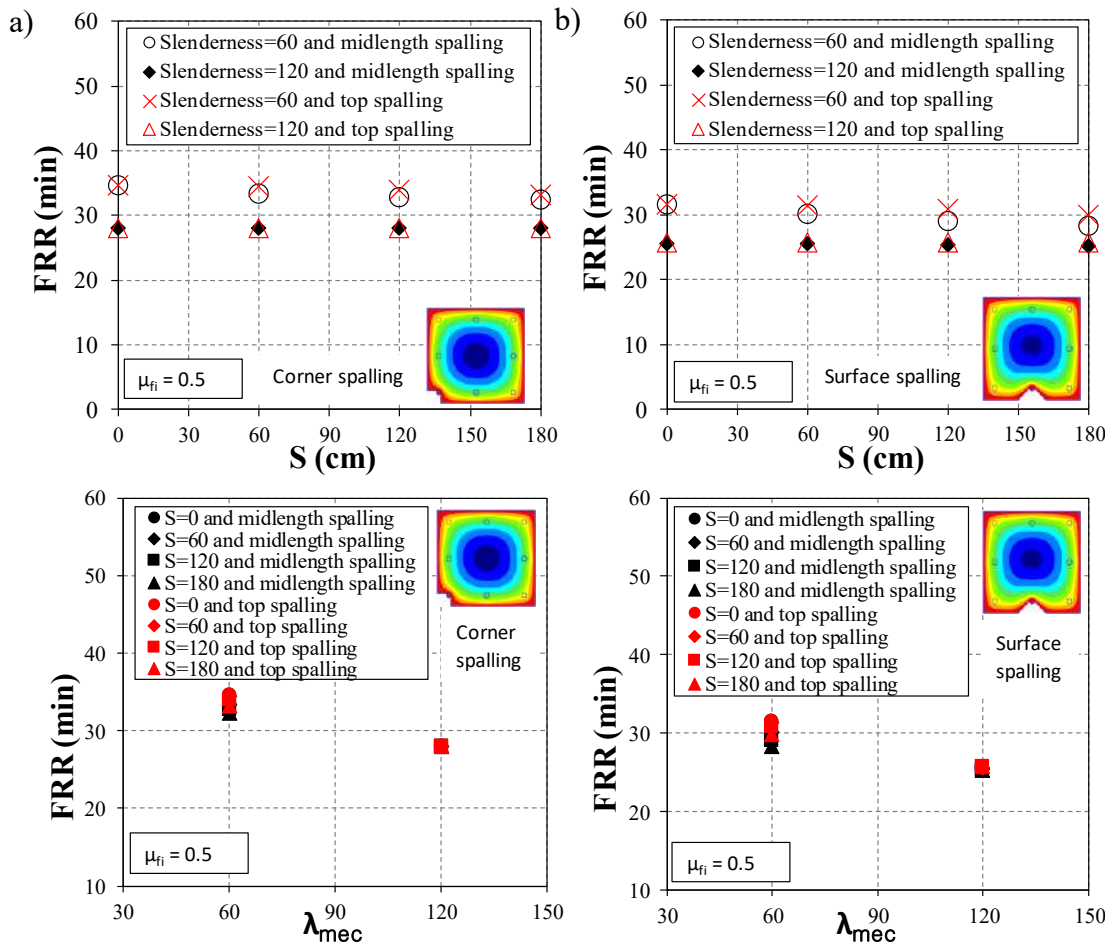 a)
60
50
40
30
20
10
0
FRR (min)
Slenderness=60 and midlength spalling
Slenderness=120 and midlength spalling
Slenderness=60 and top spalling
Slenderness=120 and top spalling
μfi = 0.5
Corner spalling
0 30 60 90 120 150 180
S (cm)
b)
60
50
40
30
20
10
0
FRR (min)
Slenderness=60 and midlength spalling
Slenderness=120 and midlength spalling
Slenderness=60 and top spalling
Slenderness=120 and top spalling
μfi = 0.5
Surface spalling
0 30 60 90 120 150 180
S (cm)
60
50
40
30
20
10
FRR (min)
S=0 and midlength spalling
S=60 and midlength spalling
S=120 and midlength spalling
S=180 and midlength spalling
S=0 and top spalling
S=60 and top spalling
S=120 and top spalling
S=180 and top spalling
Corner
spalling
μfi = 0.5
30 60 90 120 150
λmec
60
50
40
30
20
10
FRR (min)
S=0 and midlength spalling
S=60 and midlength spalling
S=120 and midlength spalling
S=180 and midlength spalling
S=0 and top spalling
S=60 and top spalling
S=120 and top spalling
S=180 and top spalling
Surface
spalling
μfi = 0.5
30 60 90 120 150
λmec